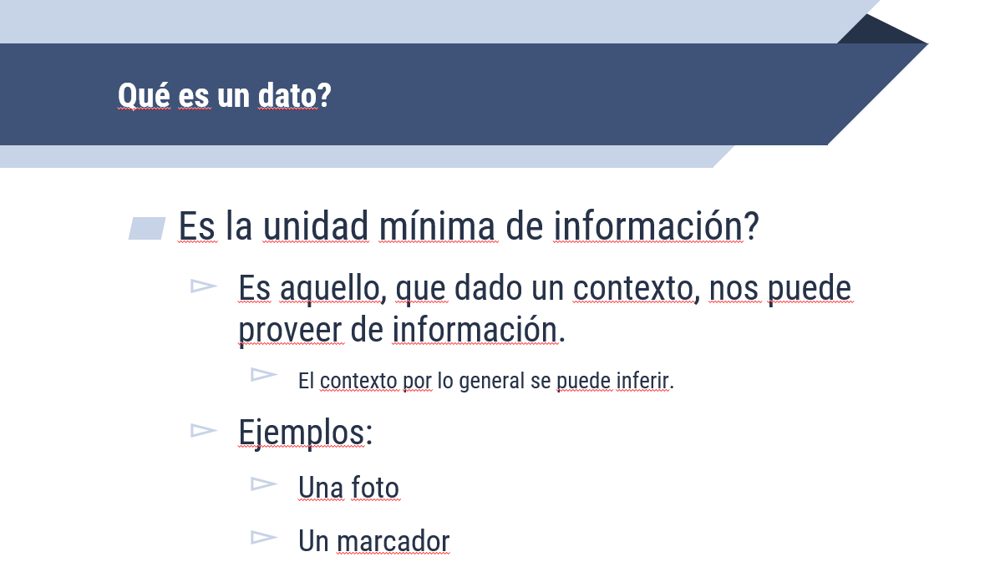 Qué es un dato?
Es la unidad mínima de información?
Es aquello, que dado un contexto, nos puede
proveer de información.
El contexto por lo general se puede inferir.
Ejemplos:
Una foto
Un marcador